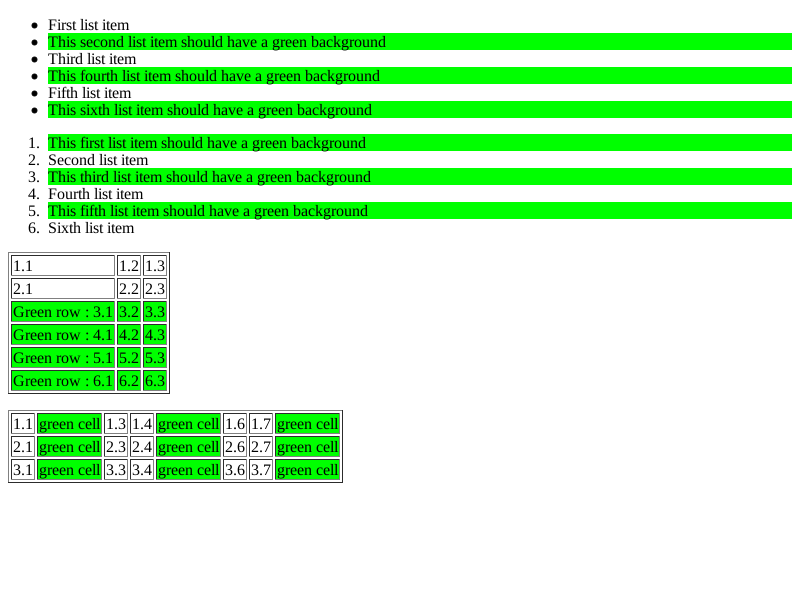 First list item
This second list item should have a green background
Third list item
This fourth list item should have a green background
Fifth list item
This sixth list item should have a green background
1. This first list item should have a green background
2. Second list item
3. This third list item should have a green background
4. Fourth list item
5. This fifth list item should have a green background
6. Sixth list item
1.1 1.2 1.3
2.1 2.2 2.3
Green row : 3.1 3.2 3.3
Green row : 4.1 4.2 4.3
Green row : 5.1 5.2 5.3
Green row : 6.1 6.2 6.3
1.1 green cell 1.3 1.4 green cell 1.6 1.7 green cell
2.1 green cell 2.3 2.4 green cell 2.6 2.7 green cell
3.1 green cell 3.3 3.4 green cell 3.6 3.7 green cell